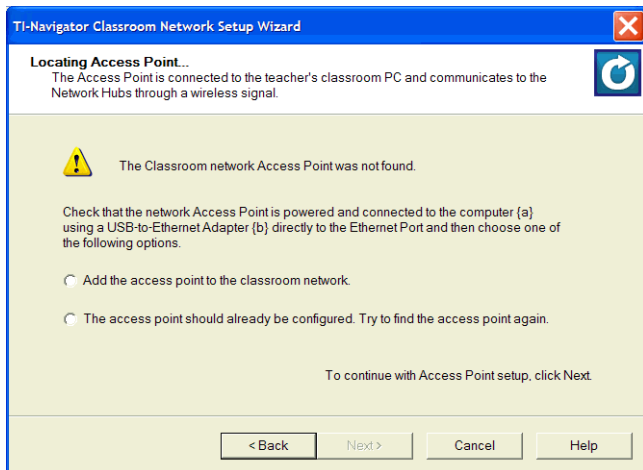 TI-Navigator Classroom Network Setup Wizard
Locating Access Point...
The Access Point is connected to the teacher's classroom PC and communicates to the
Network Hubs through a wireless signal.
The Classroom network Access Point was not found.
Check that the network Access Point is powered and connected to the computer {a}
using a USB-to-Ethernet Adapter {b} directly to the Ethernet Port and then choose one of
the following options.
Add the access point to the classroom network.
The access point should already be configured. Try to find the access point again.
To continue with Access Point setup, click Next.
< Back
Next >
Cancel
Help